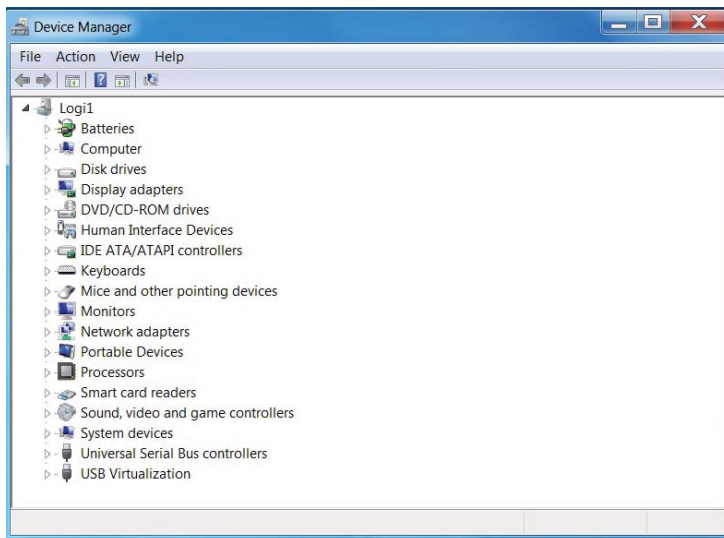 Device Manager
File Action View Help
Logi1
Batteries
Computer
Disk drives
Display adapters
DVD/CD-ROM drives
Human Interface Devices
IDE ATA/ATAPI controllers
Keyboards
Mice and other pointing devices
Monitors
Network adapters
Portable Devices
Processors
Smart card readers
Sound, video and game controllers
System devices
Universal Serial Bus controllers
USB Virtualization